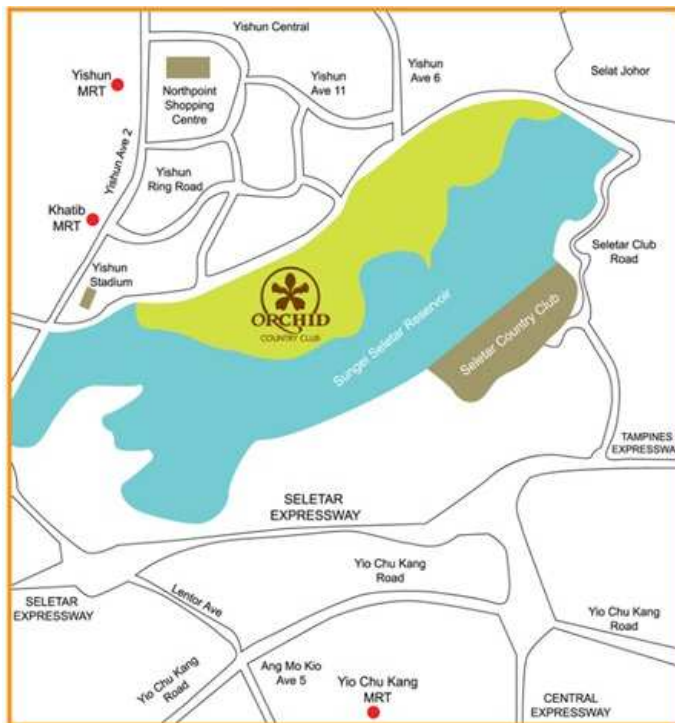 Yishun Central
Yishun
MRT
Northpoint
Shopping
Centre
Yishun
Ave 11
Yishun
Ave 6
Selat Johor
Yishun Ave 2
Yishun
Ring Road
Khatib
MRT
Yishun
Stadium
Seletar Club
Road
ORCHID
COUNTRY CLUB
Sungei Seletar Reservoir
Seletar Country Club
TAMPINES
EXPRESSWA
SELETAR
EXPRESSWAY
Yio Chu Kang
Road
SELETAR
EXPRESSWAY
Lentor Ave
Yio Chu Kang
Road
Yio Chu Kang
Road
Ang Mo Kio
Ave 5
Yio Chu Kang
MRT
CENTRAL
EXPRESSWAY